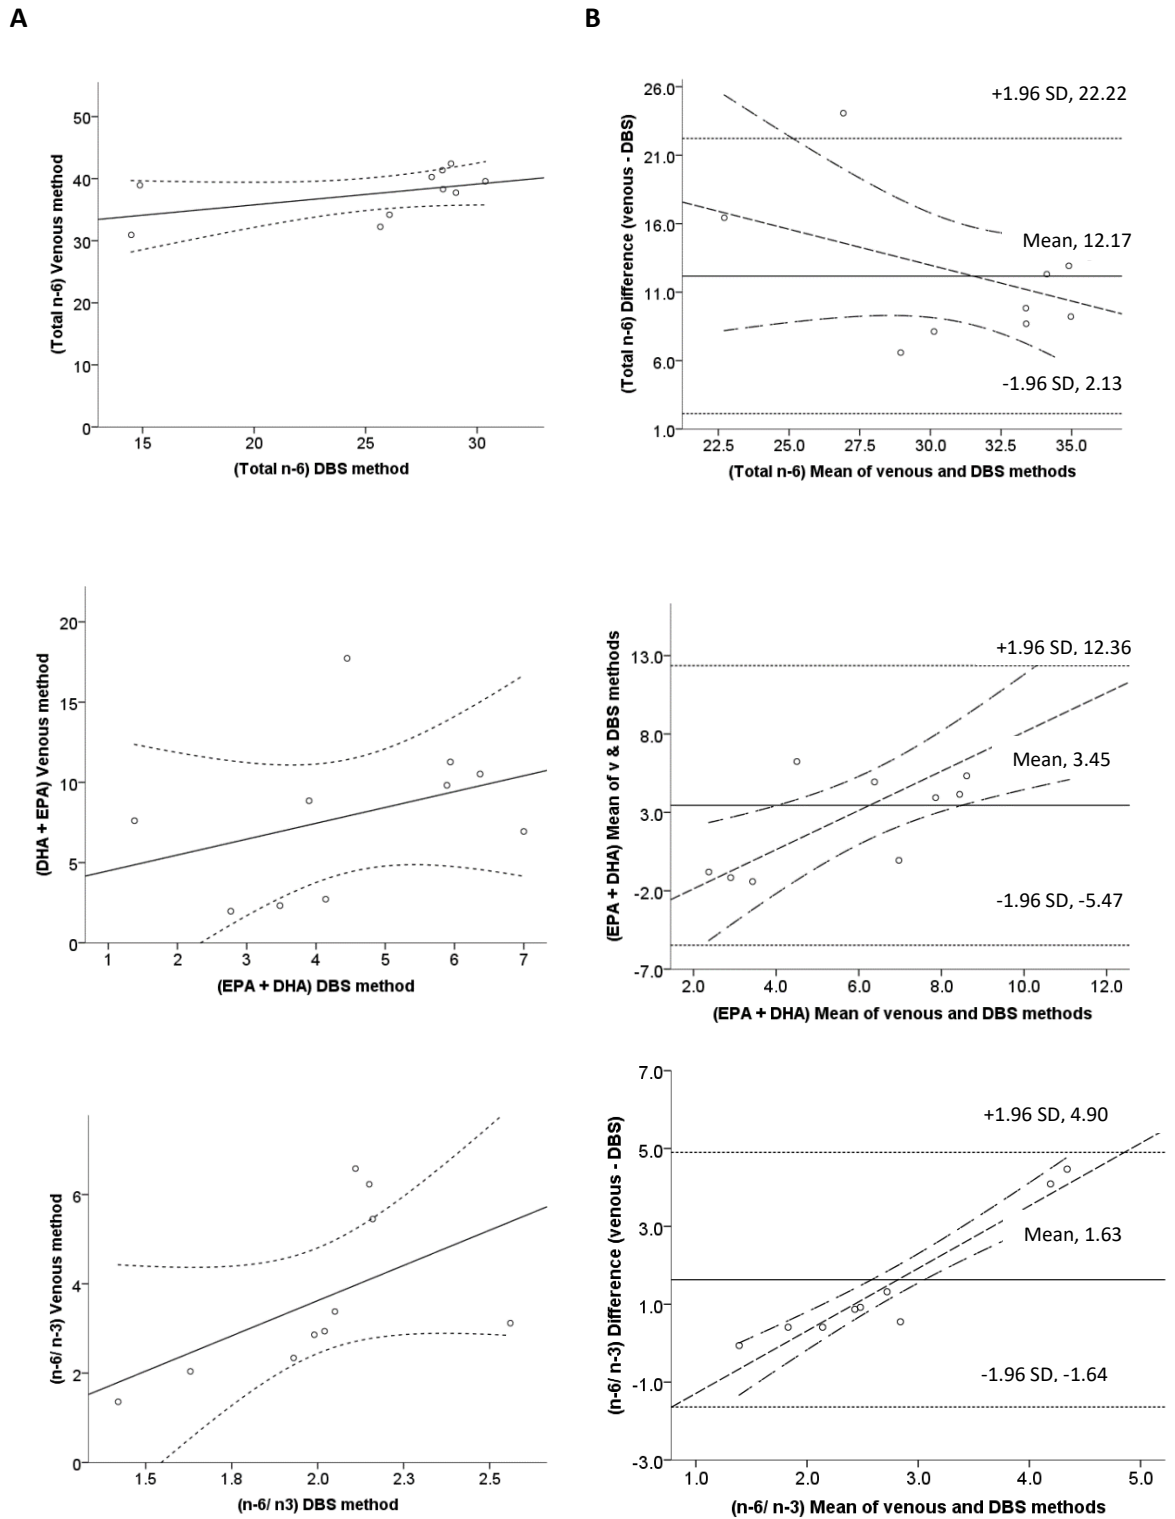 A
B
50
40
30
20
10
0
(Total n-6) Venous method
15
20
25
30
(Total n-6) DBS method
26.0
21.0
16.0
11.0
6.0
1.0
(Total n-6) Difference (venous - DBS)
+1.96 SD, 22.22
Mean, 12.17
-1.96 SD, 2.13
22.5
25.0
27.5
30.0
32.5
35.0
(Total n-6) Mean of venous and DBS methods
20
15
10
5
0
(DHA + EPA) Venous method
1
2
3
4
5
6
7
(EPA + DHA) DBS method
13.0
8.0
3.0
-2.0
-7.0
(EPA + DHA) Mean of v & DBS methods
+1.96 SD, 12.36
Mean, 3.45
-1.96 SD, -5.47
2.0
4.0
6.0
8.0
10.0
12.0
(EPA + DHA) Mean of venous and DBS methods
6
4
2
0
(n-6/ n-3) Venous method
1.5
1.8
2.0
2.3
2.5
(n-6/ n3) DBS method
7.0
5.0
3.0
1.0
-1.0
-3.0
(n-6/ n-3) Difference (venous - DBS)
+1.96 SD, 4.90
Mean, 1.63
-1.96 SD, -1.64
1.0
2.0
3.0
4.0
5.0
(n-6/ n-3) Mean of venous and DBS methods